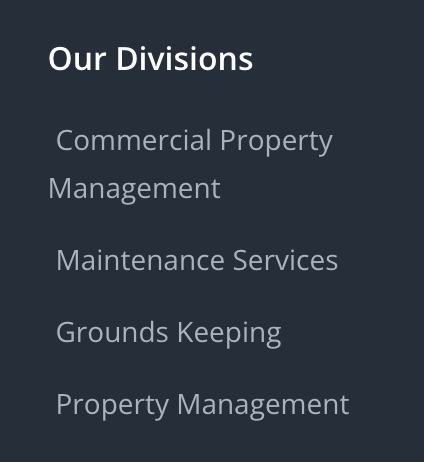 Our Divisions
Commercial Property
Management
Maintenance Services
Grounds Keeping
Property Management